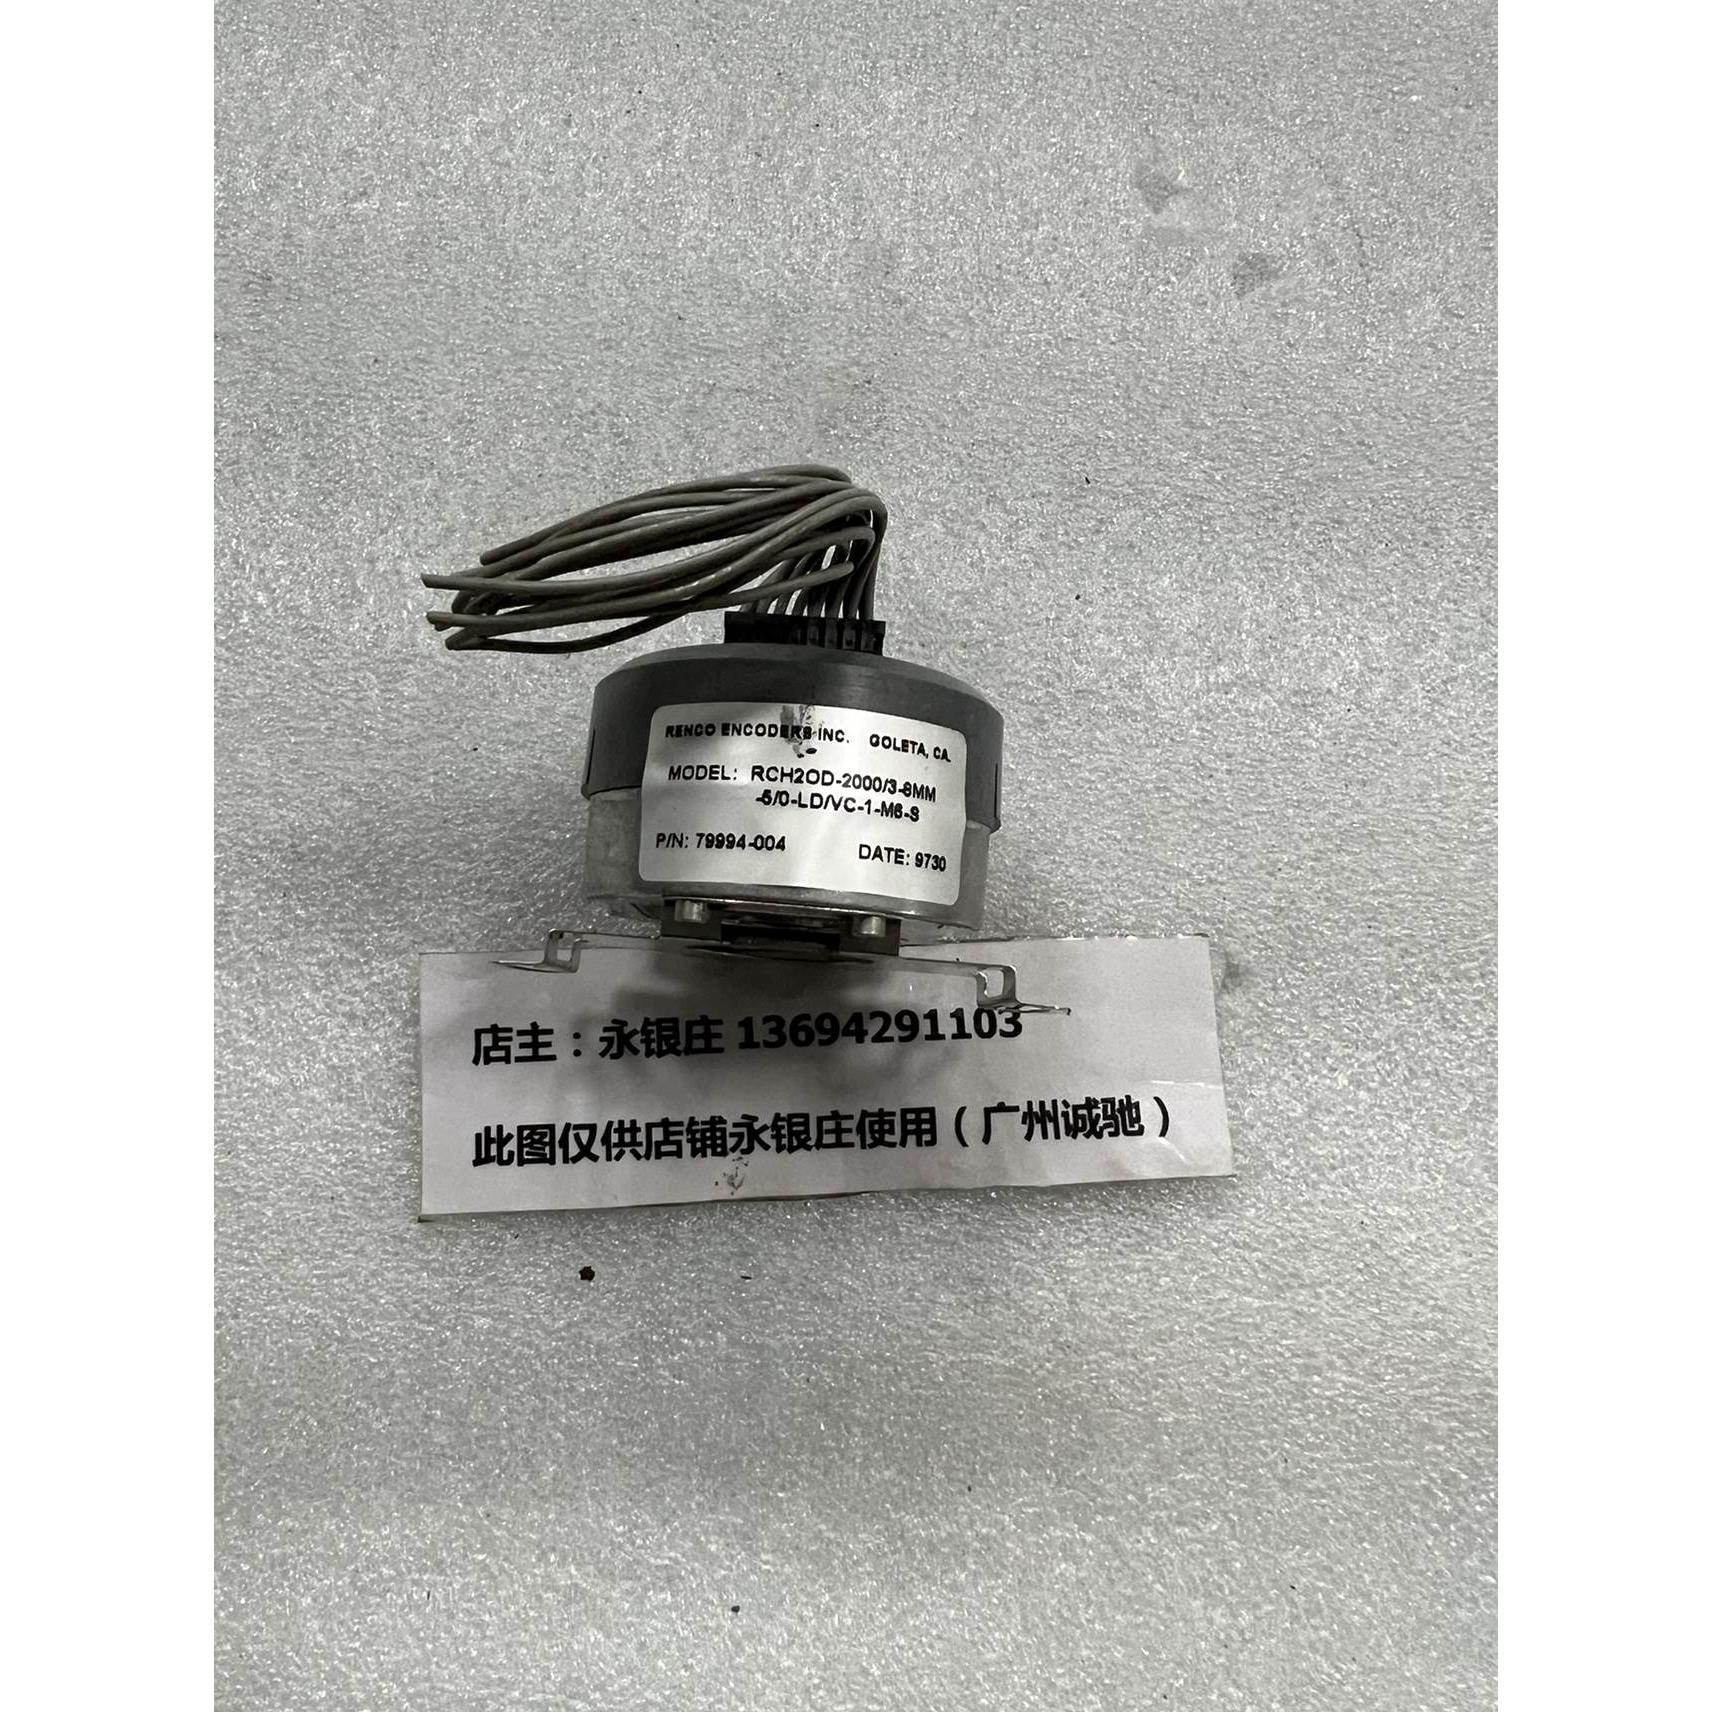 RENCO ENCODERS INC. GOLETA, CA.
MODEL: RCH20D-2000/3-8MM
-5/0-LD/VC-1-M6-S
P/N: 79994-004 DATE: 9730
店主：永银庄 13694291103
此图仅供店铺永银庄使用（广州诚驰）